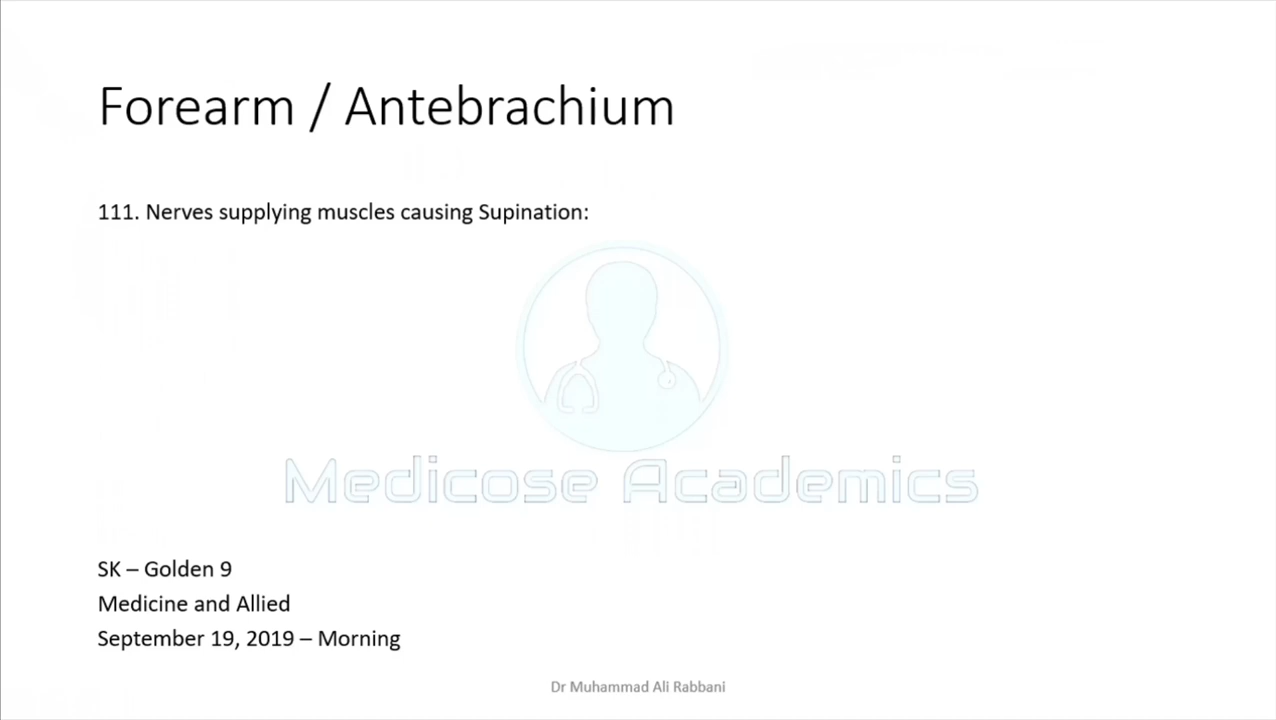 Forearm / Antebrachium
111. Nerves supplying muscles causing Supination:
Medicose Academics
SK – Golden 9
Medicine and Allied
September 19, 2019 – Morning
Dr Muhammad Ali Rabbani